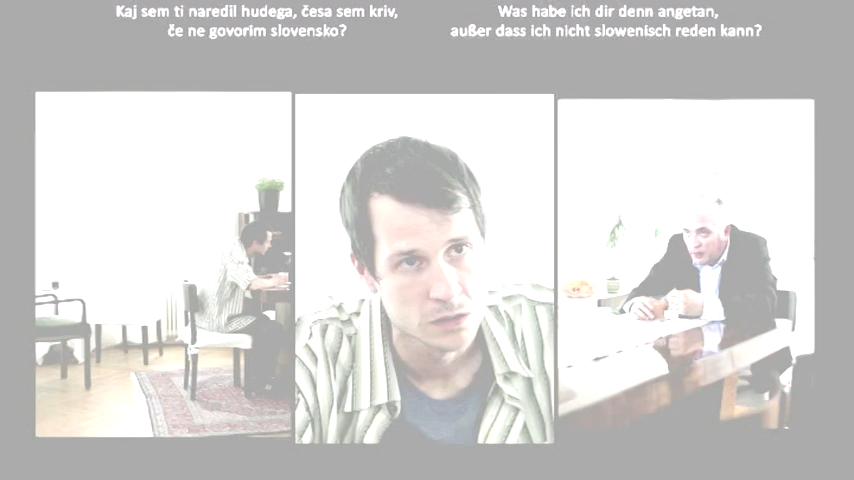 Kaj sem ti naredil hudega, česa sem kriv,
če ne govorim slovensko?
Was habe ich dir denn angetan,
außer dass ich nicht slowenisch reden kann?